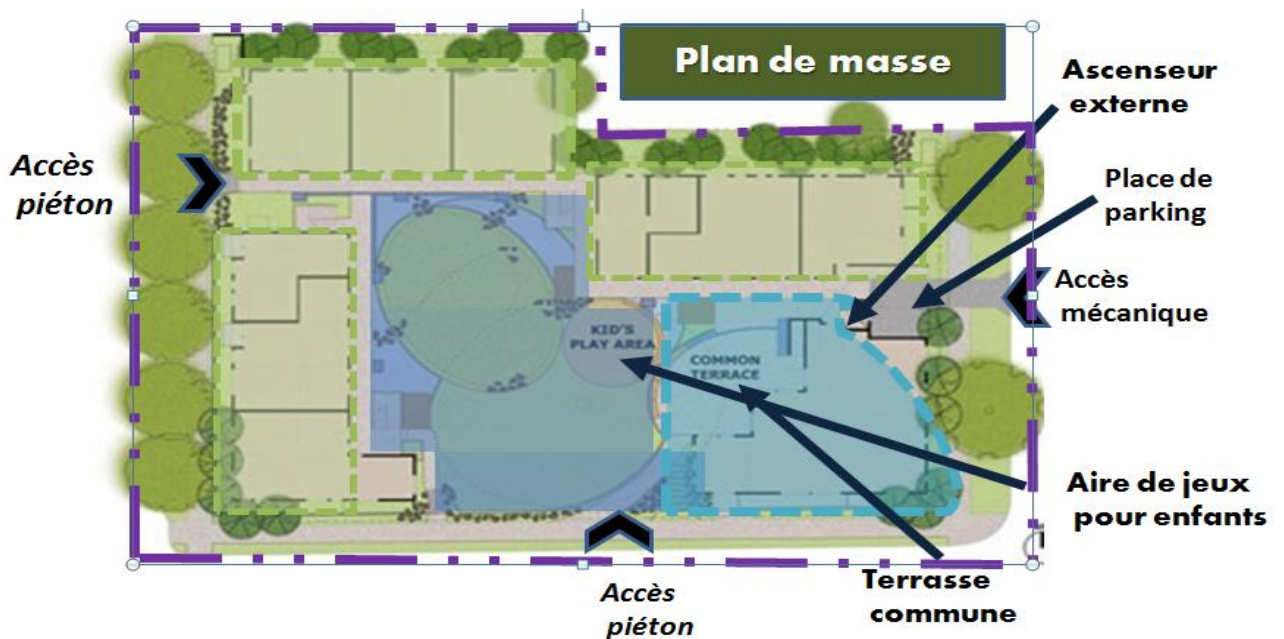 Plan de masse
Ascenseur
externe
Accès
piéton
Place de
parking
Accès
mécanique
KID'S
PLAY AREA
COMMON
TERRACE
Aire de jeux
pour enfants
Terrasse
commune
Accès
piéton